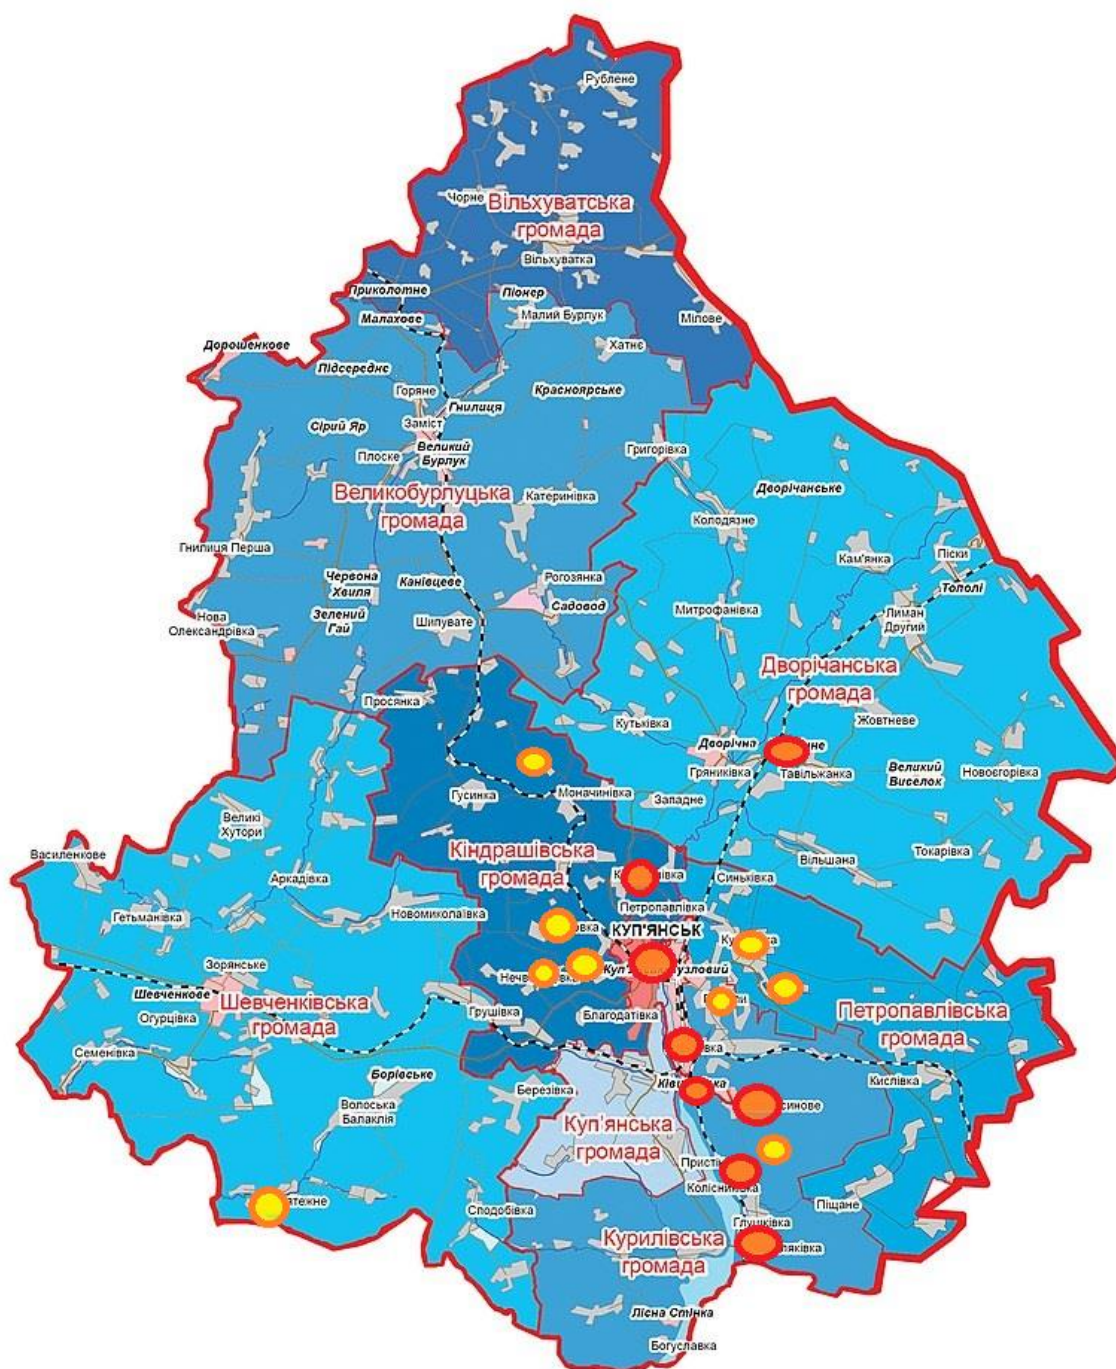 Рублене
Чорне
Вільхуватська
громада
Вільхуватка
Приколотне
Піонер
Малахове
Малий Бурлук
Мілове
Дорошенкове
Хатнє
Підсереднє
Горяне
Красноярське
Гнилиця
Заміст
Сірий Яр
Плоске
Великий
Бурлук
Григорівка
Великобурлуцька
громада
Катеринівка
Дворічанське
Колодязне
Гнилиця Перша
Кам'янка
Піски
Тополі
Червона
Хвиля
Канівцеве
Рогозянка
Садовод
Митрофанівка
Лиман
Другий
Нова
Олександрівка
Зелений
Гай
Шипувате
Дворічанська
громада
Просянка
Кутьківка
Жовтневе
Дворічна
Гряниківка
Тавільжанка
Великий
Виселок
Новоєгорівка
Гусинка
Моначинівка
Западне
Великі
Хутори
Василенкове
Кіндрашівська
громада
Вільшана
Токарівка
Аркадівка
Синьківка
Гетьманівка
Новомиколаївка
Петропавлівка
КУП'ЯНСЬК
Зорянське
Шевченкове
Огурцівка
Шевченківська
громада
Грушівка
Благодатівка
Петропавлівська
громада
Семенівка
Борівське
Волоська
Балаклія
Березівка
Кислівка
Куп'янська
громада
Колісниківка
Піщане
Сподобівка
Глушківка
Курилівська
громада
Лісна Стінка
Богуславка